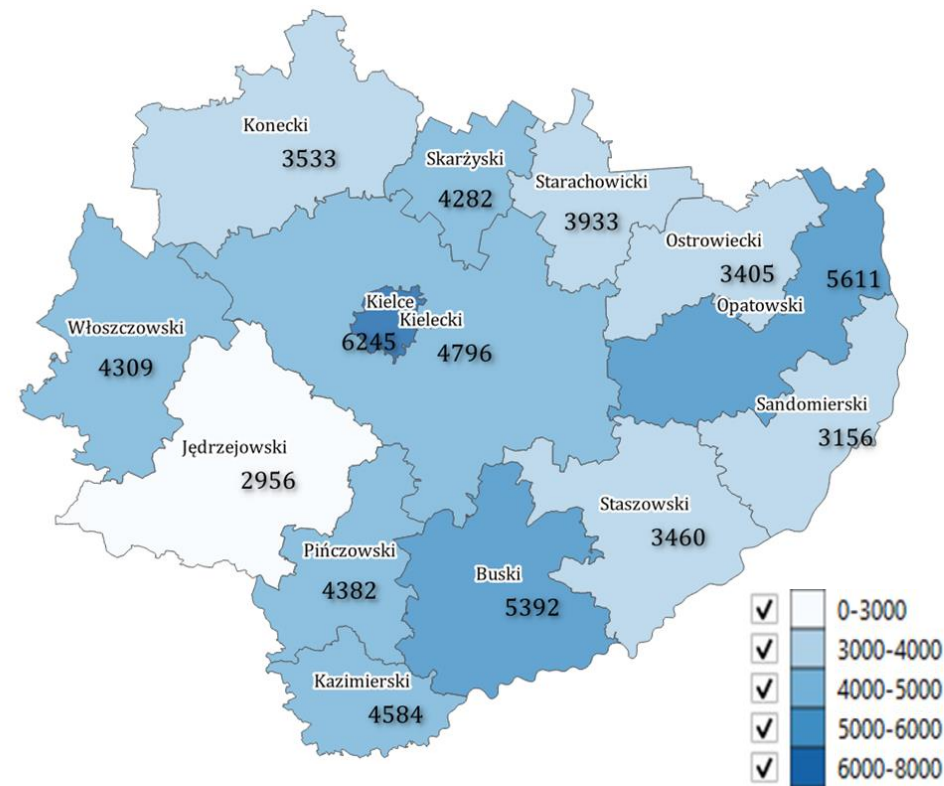 Konecki
3533
Skarżyski
4282
Starachowicki
3933
Ostrowiecki
3405
5611
Opatowski
Kielce
Kielecki
6245
4796
Włoszczowski
4309
Sandomierski
3156
Jędrzejowski
2956
Staszowski
3460
Pińczowski
4382
Buski
5392
Kazimierski
4584
0-3000
3000-4000
4000-5000
5000-6000
6000-8000